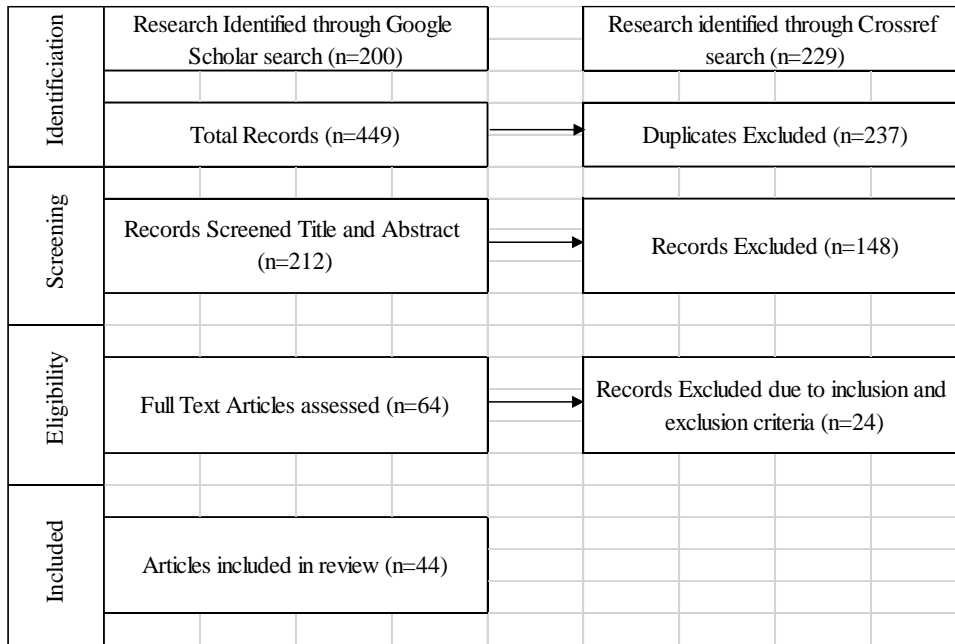 Identificiation
Research Identified through Google
Scholar search (n=200)
Research identified through Crossref
search (n=229)
Total Records (n=449)
Duplicates Excluded (n=237)
Screening
Records Screened Title and Abstract
(n=212)
Records Excluded (n=148)
Eligibility
Full Text Articles assessed (n=64)
Records Excluded due to inclusion and
exclusion criteria (n=24)
Included
Articles included in review (n=44)